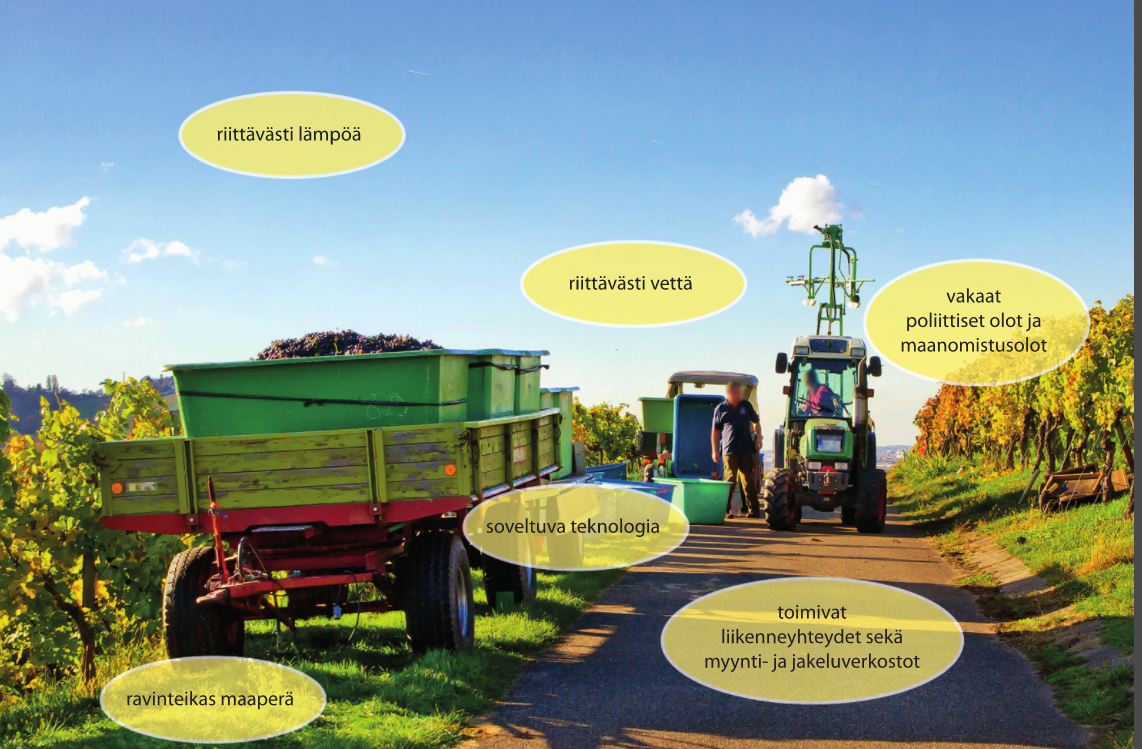 riittävästi lämpöä
riittävästi vettä
vakaat
poliittiset olot ja
maanomistusolot
soveltuva teknologia
toimivat
liikenneyhteydet sekä
myynti- ja jakeluverkostot
ravinteikas maaperä